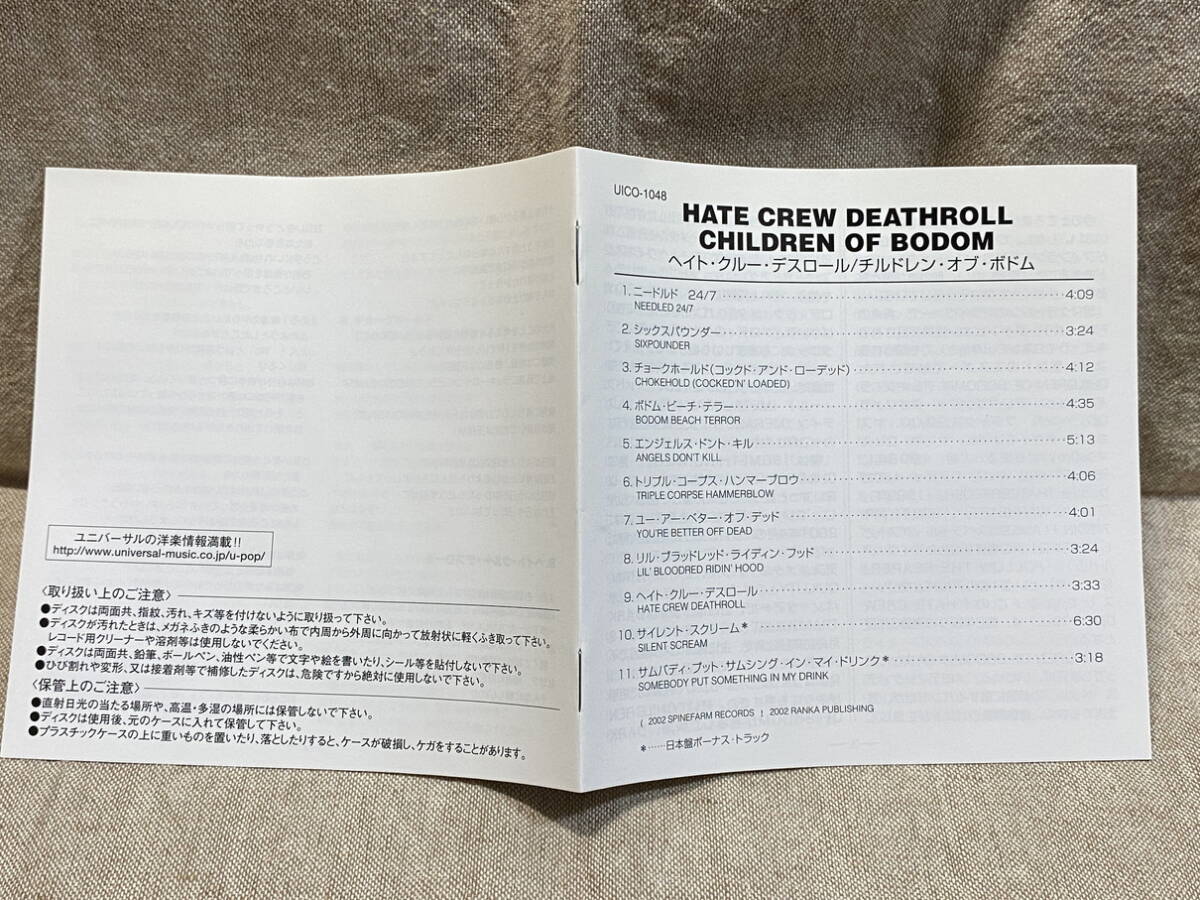 ユニバーサルの洋楽情報満載!!
http://www.universal-music.co.jp/u-pop/
〈取り扱い上のご注意〉
●ディスクは両面共、指紋、汚れ、キズ等を付けないように取り扱って下さい。
●ディスクが汚れたときは、メガネふきのような柔らかい布で内周から外周に向かって放射状に軽くふき取って下さい。
レコード用クリーナーや溶剤等は使用しないでください。
●ディスクは両面共、鉛筆、ボールペン、油性ペン等で文字や絵を書いたり、シール等を貼付しないで下さい。
●ひび割れや変形、又は接着剤等で補修したディスクは、危険ですから絶対に使用しないで下さい。
〈保管上のご注意〉
●直射日光の当たる場所や、高温・多湿の場所には保管しないで下さい。
●ディスクは使用後、元のケースに入れて保管して下さい。
●プラスチックケースの上に重いものを置いたり、落としたりすると、ケースが破損し、ケガをすることがあります。
UICO-1048
HATE CREW DEATHROLL
CHILDREN OF BODOM
ヘイト・クルー・デスロール/チルドレン・オブ・ボドム
1. ニードルド 24/7 4:09
NEEDLED 24/7
2. シックスパウンダー 3:24
SIXPOUNDER
3. チョークホールド(コックド・アンド・ローデッド) 4:12
CHOKEHOLD (COCKED'N' LOADED)
4. ボドム・ビーチ・テラー 4:35
BODOM BEACH TERROR
5. エンジェルス・ドント・キル 5:13
ANGELS DON'T KILL
6. トリプル・コープス・ハンマーブロウ 4:06
TRIPLE CORPSE HAMMERBLOW
7. ユー・アー・ベター・オフ・デッド 4:01
YOU'RE BETTER OFF DEAD
8. リル・ブラッドレッド・ライディン・フッド 3:24
LIL' BLOODRED RIDIN' HOOD
9. ヘイト・クルー・デスロール 3:33
HATE CREW DEATHROLL
10. サイレント・スクリーム* 6:30
SILENT SCREAM
11. サムバディ・プット・サムシング・イン・マイ・ドリンク* 3:18
SOMEBODY PUT SOMETHING IN MY DRINK
( 2002 SPINEFARM RECORDS ! 2002 RANKA PUBLISHING
*……日本盤ボーナス・トラック